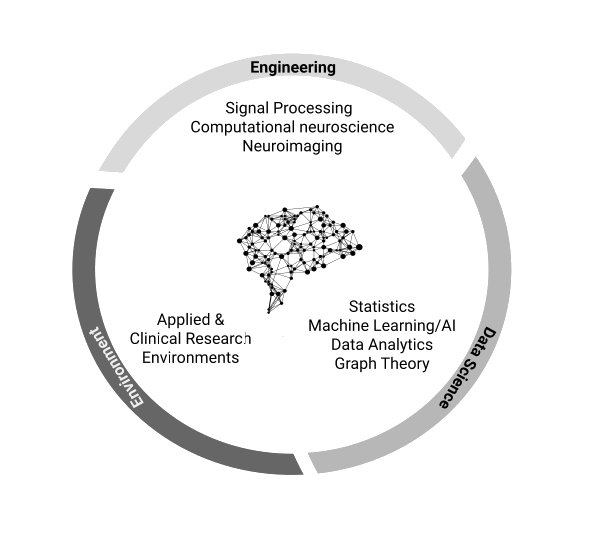 Engineering
Signal Processing
Computational neuroscience
Neuroimaging
Applied &
Clinical Research
Environments
Statistics
Machine Learning/AI
Data Analytics
Graph Theory
Environment
Data Science